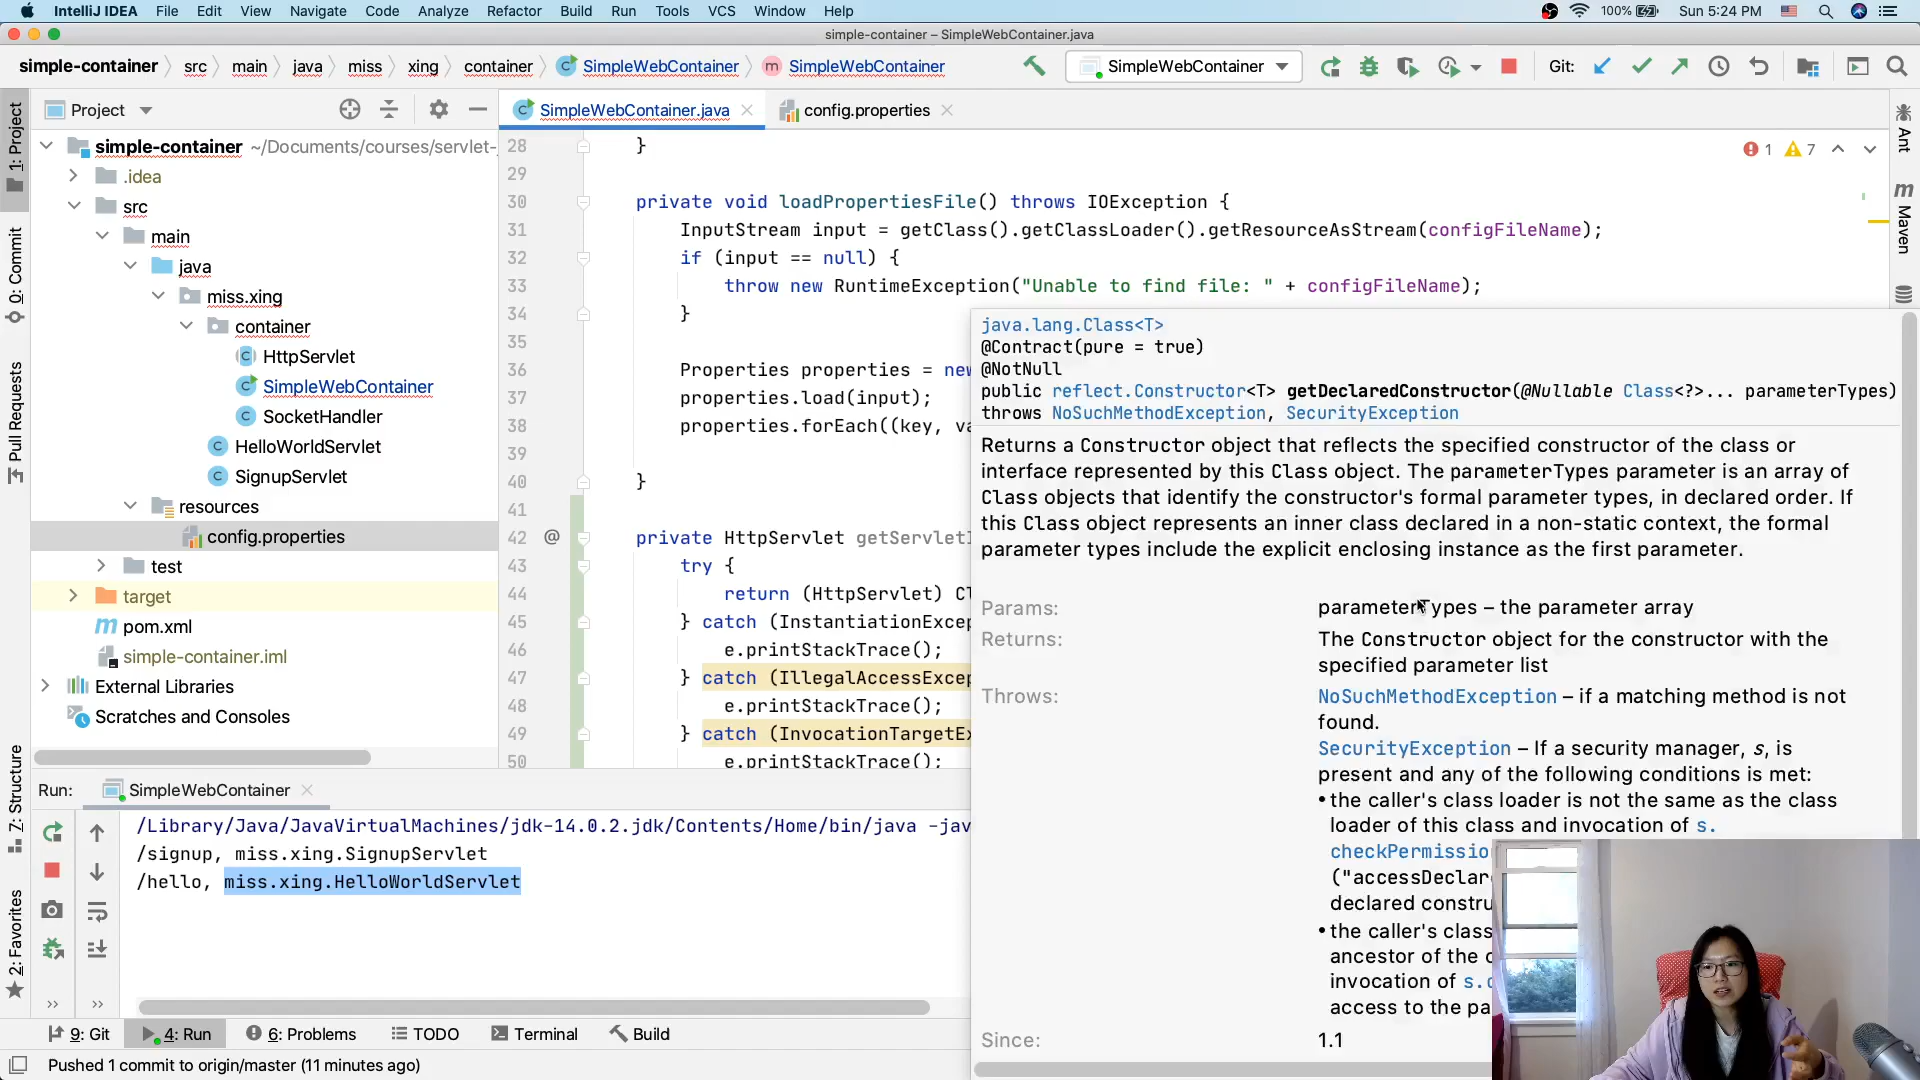 IntelliJ IDEA File Edit View Navigate Code Analyze Refactor Build Run Tools VCS Window Help 100% Sun 5:24 PM
simple-container – SimpleWebContainer.java
simple-container src main java miss xing container SimpleWebContainer SimpleWebContainer SimpleWebContainer Git:
Project
SimpleWebContainer.java config.properties
1: Project
0: Commit
Pull Requests
Z: Structure
2: Favorites
Ant
Maven
simple-container ~/Documents/courses/servlet-
.idea
src
main
java
miss.xing
container
HttpServlet
SimpleWebContainer
SocketHandler
HelloWorldServlet
SignupServlet
resources
config.properties
test
target
pom.xml
simple-container.iml
External Libraries
Scratches and Consoles
1 7
28 }
29
30 private void loadPropertiesFile() throws IOException {
31 InputStream input = getClass().getClassLoader().getResourceAsStream(configFileName);
32 if (input == null) {
33 throw new RuntimeException("Unable to find file: " + configFileName);
34 }
35
36 Properties properties = new
37 properties.load(input);
38 properties.forEach((key, va
39
40 }
41
42 @ private HttpServlet getServletI
43 try {
44 return (HttpServlet) Cl
45 } catch (InstantiationExcep
46 e.printStackTrace();
47 } catch (IllegalAccessExcep
48 e.printStackTrace();
49 } catch (InvocationTargetEx
50 e.printStackTrace();
java.lang.Class<T>
@Contract(pure = true)
@NotNull
public reflect.Constructor<T> getDeclaredConstructor(@Nullable Class<?>... parameterTypes)
throws NoSuchMethodException, SecurityException
Returns a Constructor object that reflects the specified constructor of the class or
interface represented by this Class object. The parameterTypes parameter is an array of
Class objects that identify the constructor's formal parameter types, in declared order. If
this Class object represents an inner class declared in a non-static context, the formal
parameter types include the explicit enclosing instance as the first parameter.
Params: parameterTypes – the parameter array
Returns: The Constructor object for the constructor with the
specified parameter list
Throws: NoSuchMethodException – if a matching method is not
found.
SecurityException – If a security manager, s, is
present and any of the following conditions is met:
• the caller's class loader is not the same as the class
loader of this class and invocation of s.
checkPermissio
("accessDeclar
declared constru
• the caller's class
ancestor of the c
invocation of s.c
access to the pa
Since: 1.1
Run: SimpleWebContainer
/Library/Java/JavaVirtualMachines/jdk-14.0.2.jdk/Contents/Home/bin/java -jav
/signup, miss.xing.SignupServlet
/hello, miss.xing.HelloWorldServlet
9: Git 4: Run 6: Problems TODO Terminal Build
Pushed 1 commit to origin/master (11 minutes ago)